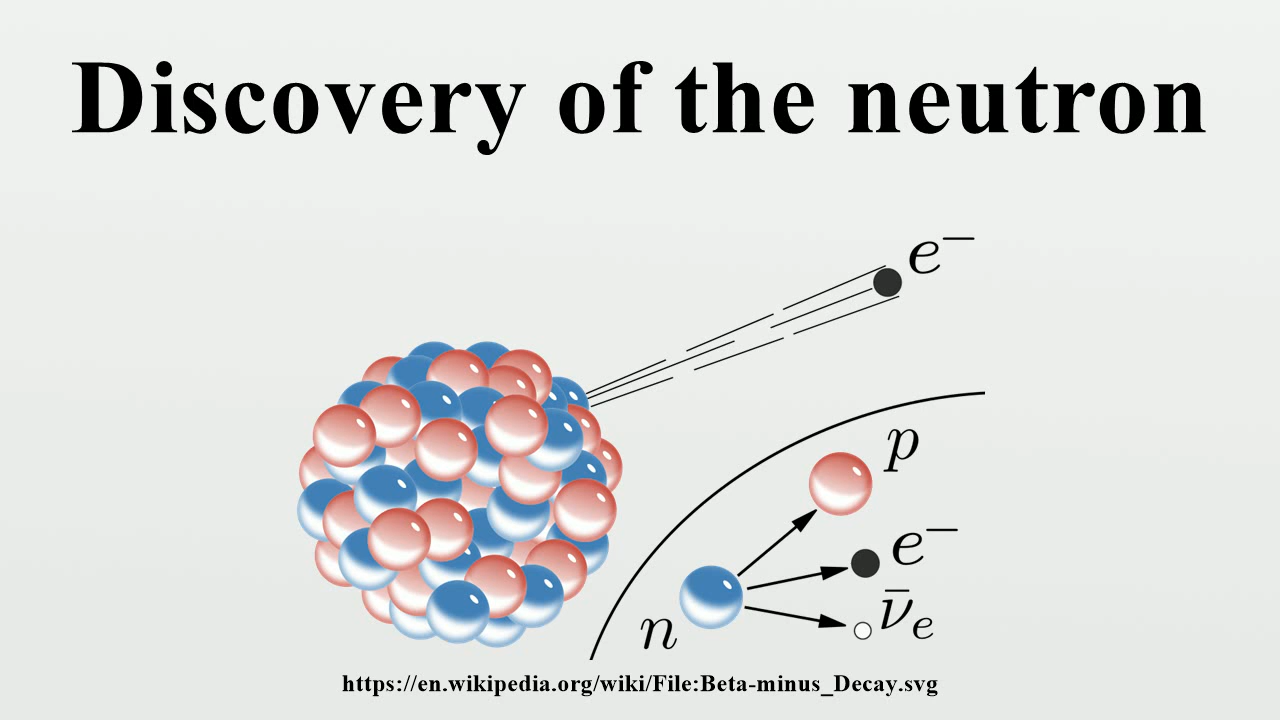 Discovery of the neutron
e⁻
p
e⁻
ν̄ₑ
n
https://en.wikipedia.org/wiki/File:Beta-minus_Decay.svg